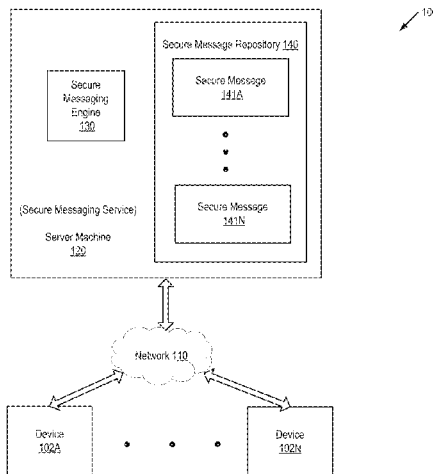 10
Secure Message Repository 140
Secure Message
141A
Secure
Messaging
Engine
130
Secure Message
141N
(Secure Messaging Service)
Server Machine
120
Network 110
Device
102A
Device
102N